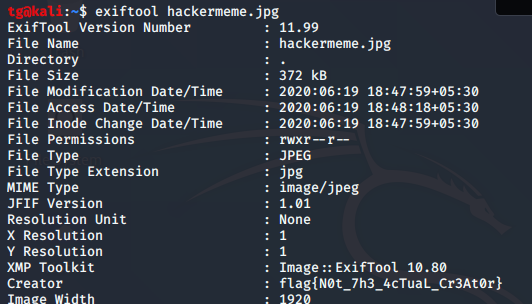 tg@kali:~$ exiftool hackermeme.jpg
ExifTool Version Number : 11.99
File Name : hackermeme.jpg
Directory : .
File Size : 372 kB
File Modification Date/Time : 2020:06:19 18:47:59+05:30
File Access Date/Time : 2020:06:19 18:48:18+05:30
File Inode Change Date/Time : 2020:06:19 18:47:59+05:30
File Permissions : rwxr--r--
File Type : JPEG
File Type Extension : jpg
MIME Type : image/jpeg
JFIF Version : 1.01
Resolution Unit : None
X Resolution : 1
Y Resolution : 1
XMP Toolkit : Image::ExifTool 10.80
Creator : flag{N0t_7h3_4cTuaL_Cr3At0r}
Image Width : 1920